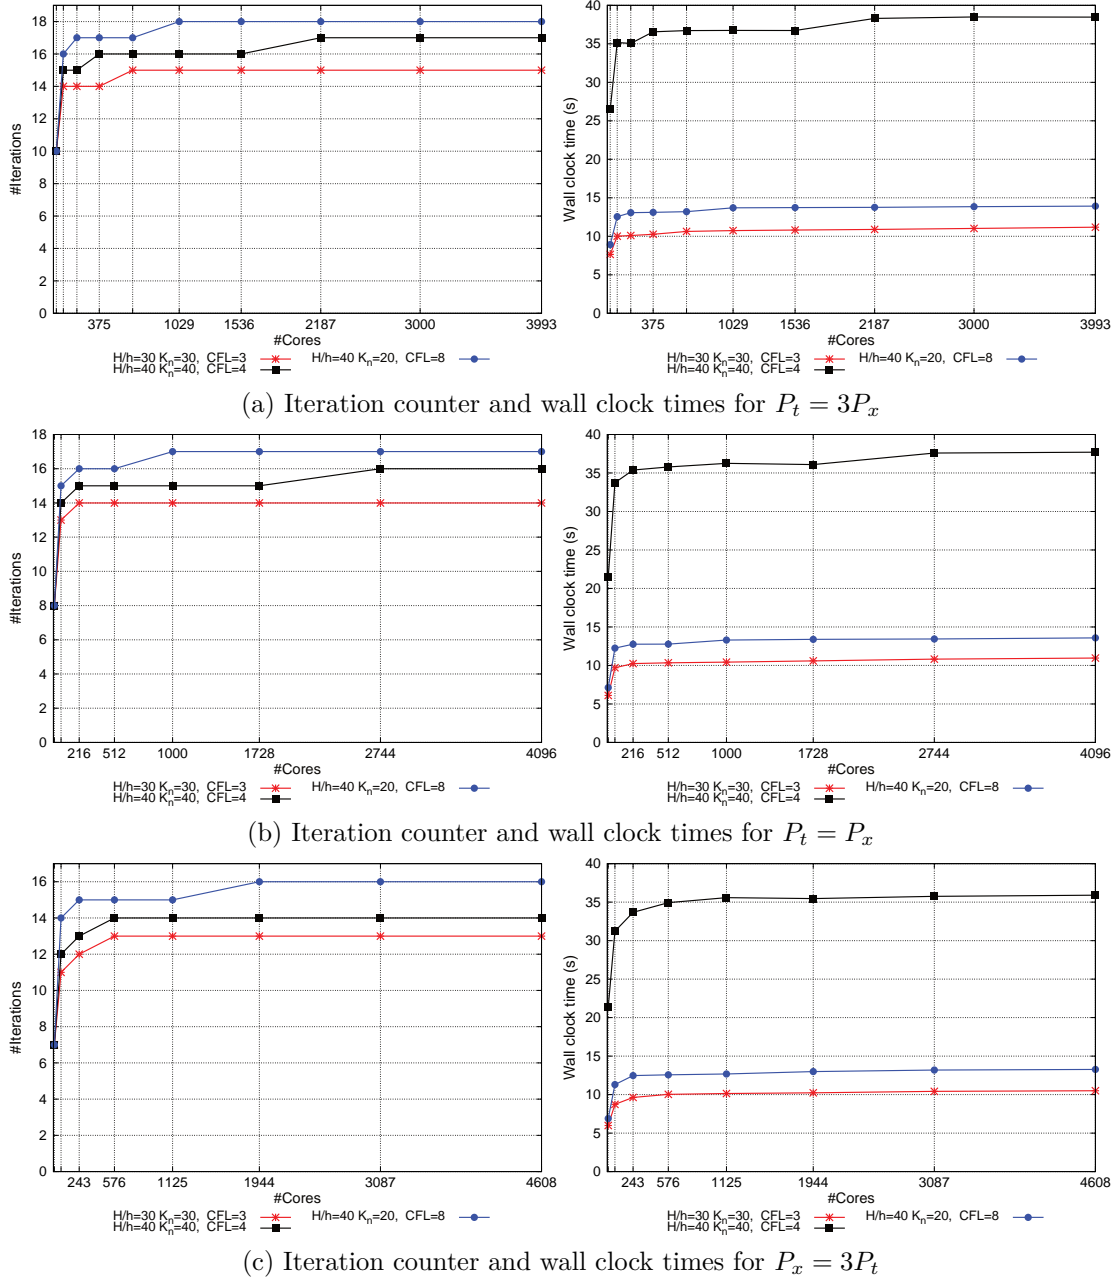 18
16
14
12
10
8
6
4
2
0
#Iterations
375 1029 1536 2187 3000 3993
#Cores
H/h=30 K_n=30, CFL=3
H/h=40 K_n=40, CFL=4
H/h=40 K_n=20, CFL=8
40
35
30
25
20
15
10
5
0
Wall clock time (s)
375 1029 1536 2187 3000 3993
#Cores
H/h=30 K_n=30, CFL=3
H/h=40 K_n=40, CFL=4
H/h=40 K_n=20, CFL=8
(a) Iteration counter and wall clock times for P_t = 3P_x
18
16
14
12
10
8
6
4
2
0
#Iterations
216 512 1000 1728 2744 4096
#Cores
H/h=30 K_n=30, CFL=3
H/h=40 K_n=40, CFL=4
H/h=40 K_n=20, CFL=8
40
35
30
25
20
15
10
5
0
Wall clock time (s)
216 512 1000 1728 2744 4096
#Cores
H/h=30 K_n=30, CFL=3
H/h=40 K_n=40, CFL=4
H/h=40 K_n=20, CFL=8
(b) Iteration counter and wall clock times for P_t = P_x
16
14
12
10
8
6
4
2
0
#Iterations
243 576 1125 1944 3087 4608
#Cores
H/h=30 K_n=30, CFL=3
H/h=40 K_n=40, CFL=4
H/h=40 K_n=20, CFL=8
40
35
30
25
20
15
10
5
0
Wall clock time (s)
243 576 1125 1944 3087 4608
#Cores
H/h=30 K_n=30, CFL=3
H/h=40 K_n=40, CFL=4
H/h=40 K_n=20, CFL=8
(c) Iteration counter and wall clock times for P_x = 3P_t